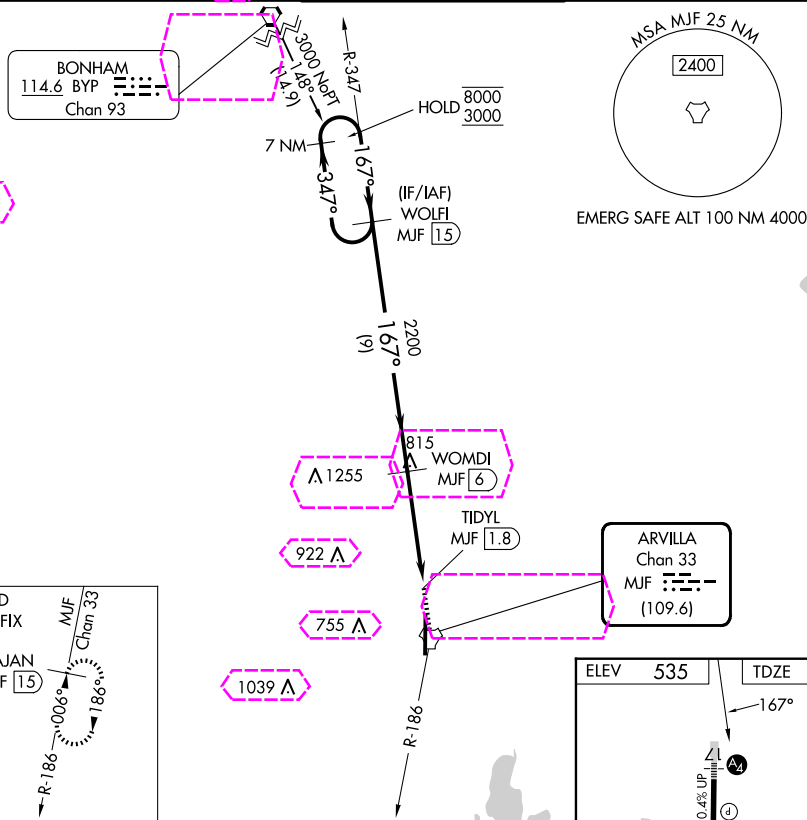 BONHAM
114.6 BYP
Chan 93
3000 NoPT
148°
(14.9)
R-347
HOLD 8000
3000
7 NM
167°
347°
(IF/IAF)
WOLFI
MJF 15
MSA MJF 25 NM
2400
EMERG SAFE ALT 100 NM 4000
2200
167°
(9)
815
WOMDI
MJF 6
1255
TIDYL
MJF 1.8
922
ARVILLA
Chan 33
MJF
(109.6)
755
1039
R-186
D
FIX
MJF
Chan 33
JAN
F 15
006°
186°
R-186
ELEV 535
TDZE
167°
17
A4
0.4% UP
P